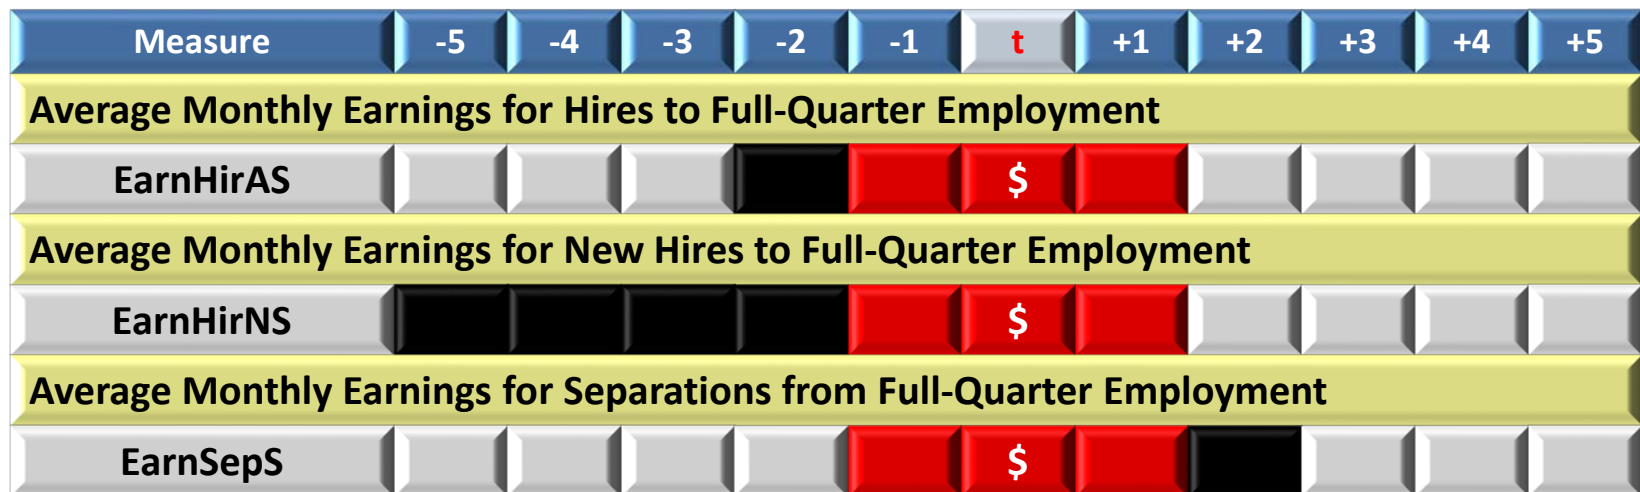 Measure -5 -4 -3 -2 -1 t +1 +2 +3 +4 +5
Average Monthly Earnings for Hires to Full-Quarter Employment
EarnHirAS $
Average Monthly Earnings for New Hires to Full-Quarter Employment
EarnHirNS $
Average Monthly Earnings for Separations from Full-Quarter Employment
EarnSepS $